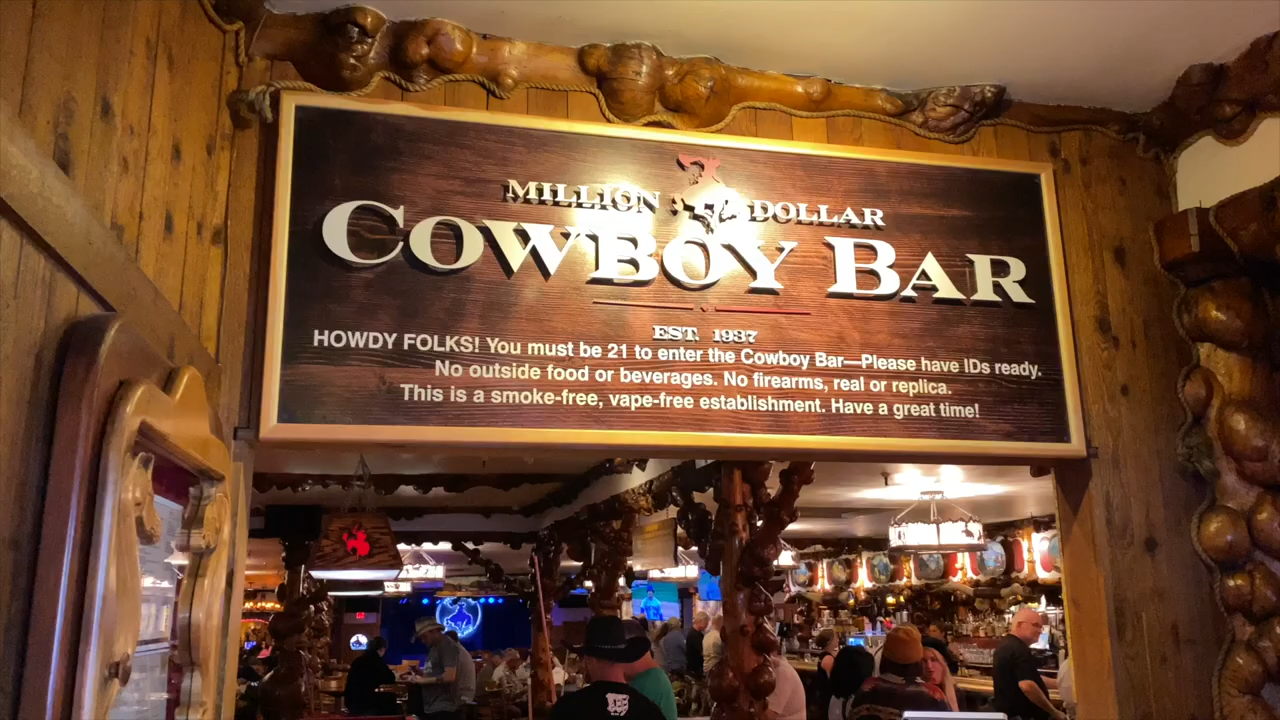 MILLION DOLLAR
COWBOY BAR
EST. 1937
HOWDY FOLKS! You must be 21 to enter the Cowboy Bar—Please have IDs ready.
No outside food or beverages. No firearms, real or replica.
This is a smoke-free, vape-free establishment. Have a great time!